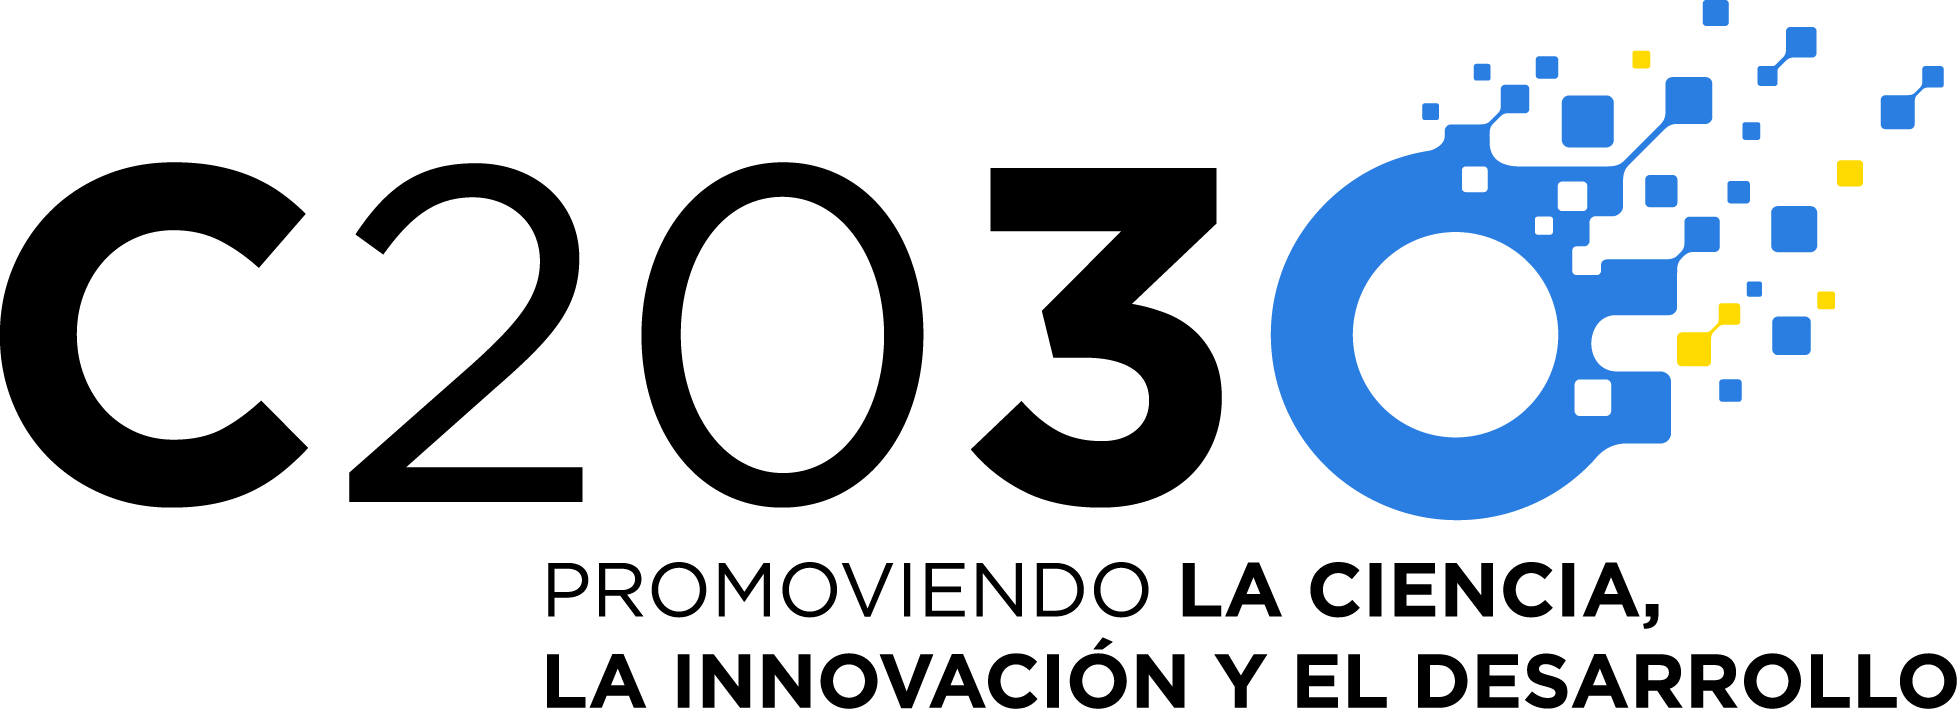 C2030
PROMOVIENDO LA CIENCIA,
LA INNOVACIÓN Y EL DESARROLLO